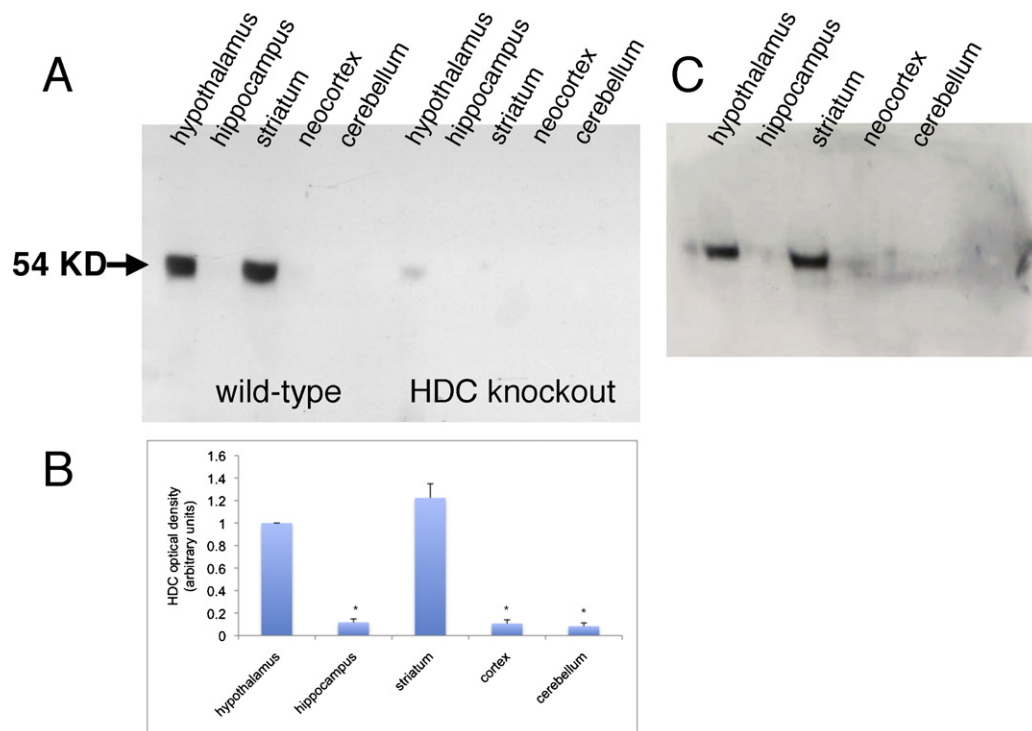 A
hypothalamus
hippocampus
striatum
neocortex
cerebellum
hypothalamus
hippocampus
striatum
neocortex
cerebellum
54 KD
wild-type
HDC knockout
C
hypothalamus
hippocampus
striatum
neocortex
cerebellum
B
HDC optical density
(arbitrary units)
1.6
1.4
1.2
1
0.8
0.6
0.4
0.2
0
*
*
*
hypothalamus
hippocampus
striatum
cortex
cerebellum